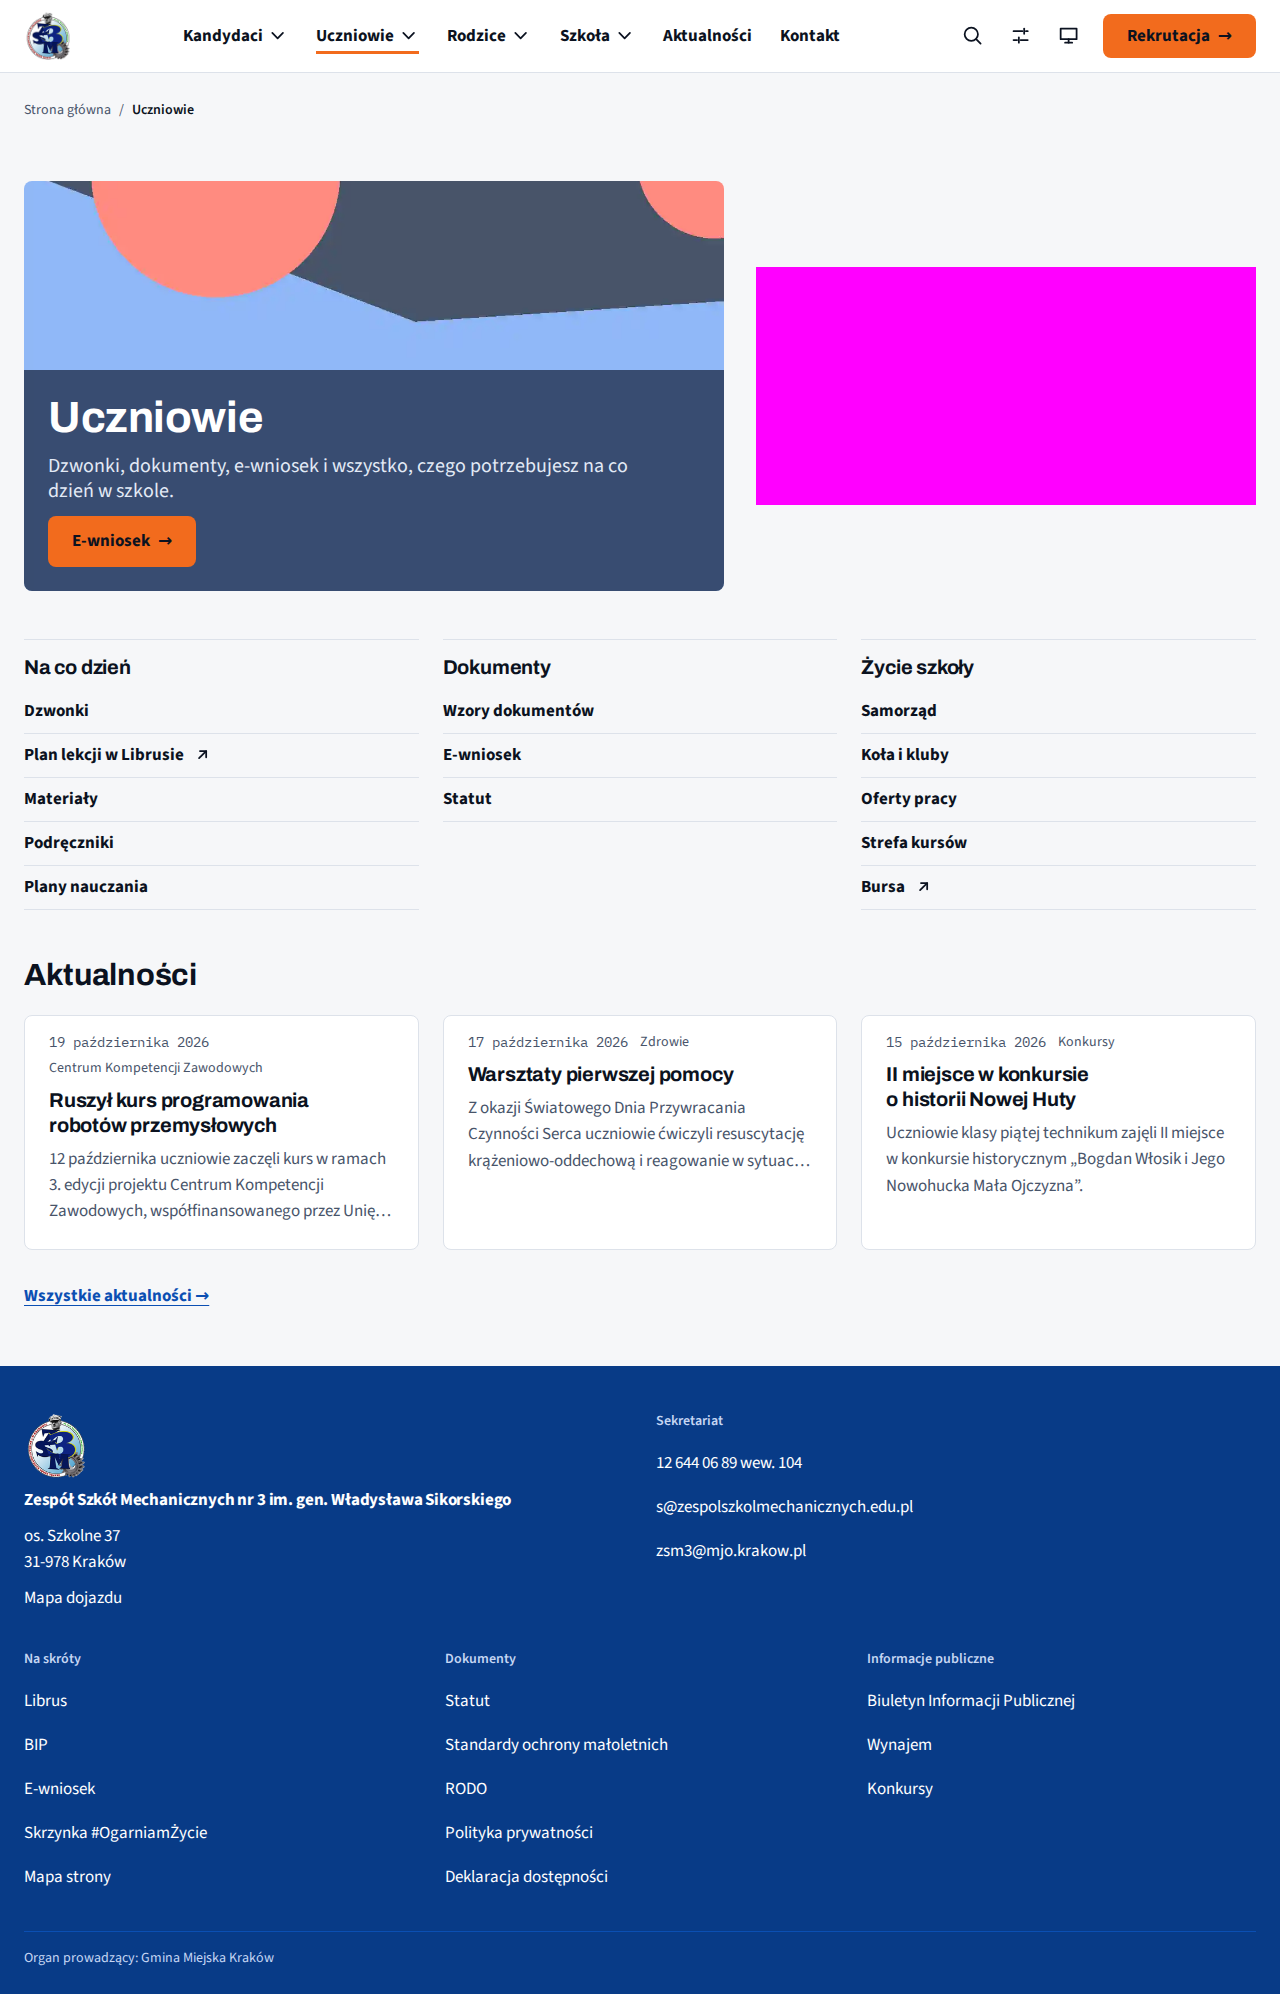 Kandydaci
Uczniowie
Rodzice
Szkoła
Aktualności
Kontakt
Rekrutacja →
Strona główna / Uczniowie
Uczniowie
Dzwonki, dokumenty, e-wniosek i wszystko, czego potrzebujesz na co
dzień w szkole.
E-wniosek →
Na co dzień
Dzwonki
Plan lekcji w Librusie
Materiały
Podręczniki
Plany nauczania
Dokumenty
Wzory dokumentów
E-wniosek
Statut
Życie szkoły
Samorząd
Koła i kluby
Oferty pracy
Strefa kursów
Bursa
Aktualności
19 października 2026
Centrum Kompetencji Zawodowych
Ruszył kurs programowania
robotów przemysłowych
12 października uczniowie zaczęli kurs w ramach
3. edycji projektu Centrum Kompetencji
Zawodowych, współfinansowanego przez Unię…
17 października 2026 Zdrowie
Warsztaty pierwszej pomocy
Z okazji Światowego Dnia Przywracania
Czynności Serca uczniowie ćwiczyli resuscytację
krążeniowo-oddechową i reagowanie w sytuac…
15 października 2026 Konkursy
II miejsce w konkursie
o historii Nowej Huty
Uczniowie klasy piątej technikum zajęli II miejsce
w konkursie historycznym „Bogdan Włosik i Jego
Nowohucka Mała Ojczyzna”.
Wszystkie aktualności →
Zespół Szkół Mechanicznych nr 3 im. gen. Władysława Sikorskiego
os. Szkolne 37
31-978 Kraków
Mapa dojazdu
Sekretariat
12 644 06 89 wew. 104
s@zespolszkolmechanicznych.edu.pl
zsm3@mjo.krakow.pl
Na skróty
Librus
BIP
E-wniosek
Skrzynka #OgarniamŻycie
Mapa strony
Dokumenty
Statut
Standardy ochrony małoletnich
RODO
Polityka prywatności
Deklaracja dostępności
Informacje publiczne
Biuletyn Informacji Publicznej
Wynajem
Konkursy
Organ prowadzący: Gmina Miejska Kraków